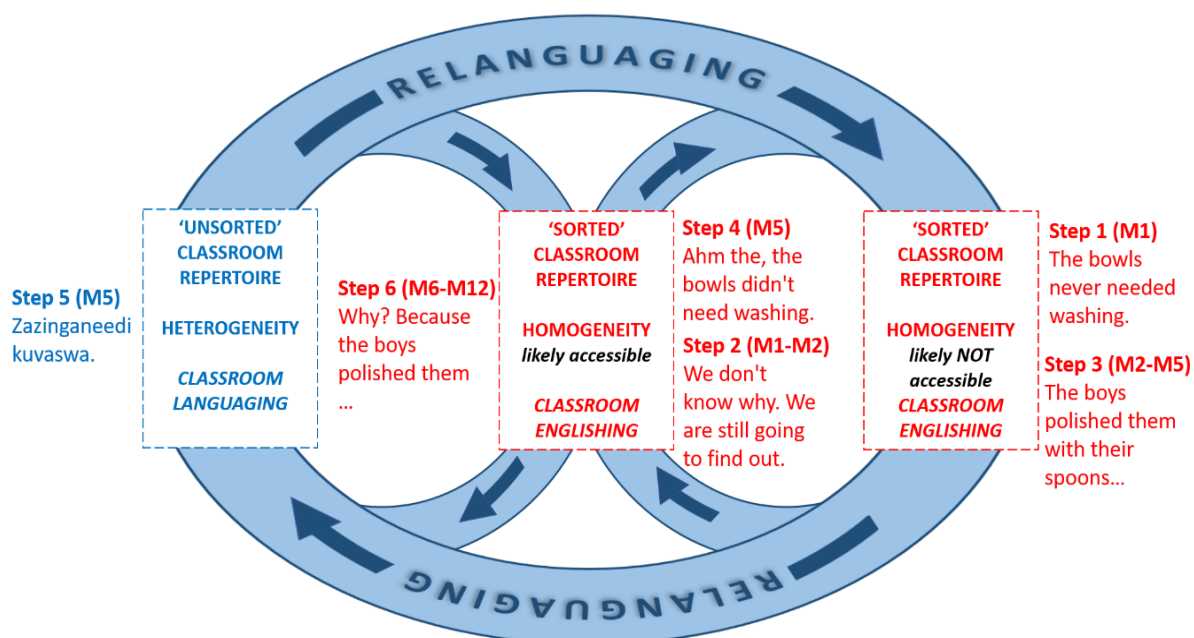 RELANGUAGING
Step 5 (M5)
Zazinganeedi
kuvaswa.
‘UNSORTED’
CLASSROOM
REPERTOIRE
HETEROGENEITY
CLASSROOM
LANGUAGING
Step 6 (M6-M12)
Why? Because
the boys
polished them
...
‘SORTED’
CLASSROOM
REPERTOIRE
HOMOGENEITY
likely accessible
CLASSROOM
ENGLISHING
Step 4 (M5)
Ahm the, the
bowls didn't
need washing.
Step 2 (M1-M2)
We don't
know why. We
are still going
to find out.
‘SORTED’
CLASSROOM
REPERTOIRE
HOMOGENEITY
likely NOT
accessible
CLASSROOM
ENGLISHING
Step 1 (M1)
The bowls
never needed
washing.
Step 3 (M2-M5)
The boys
polished them
with their
spoons...
RELANGUAGING